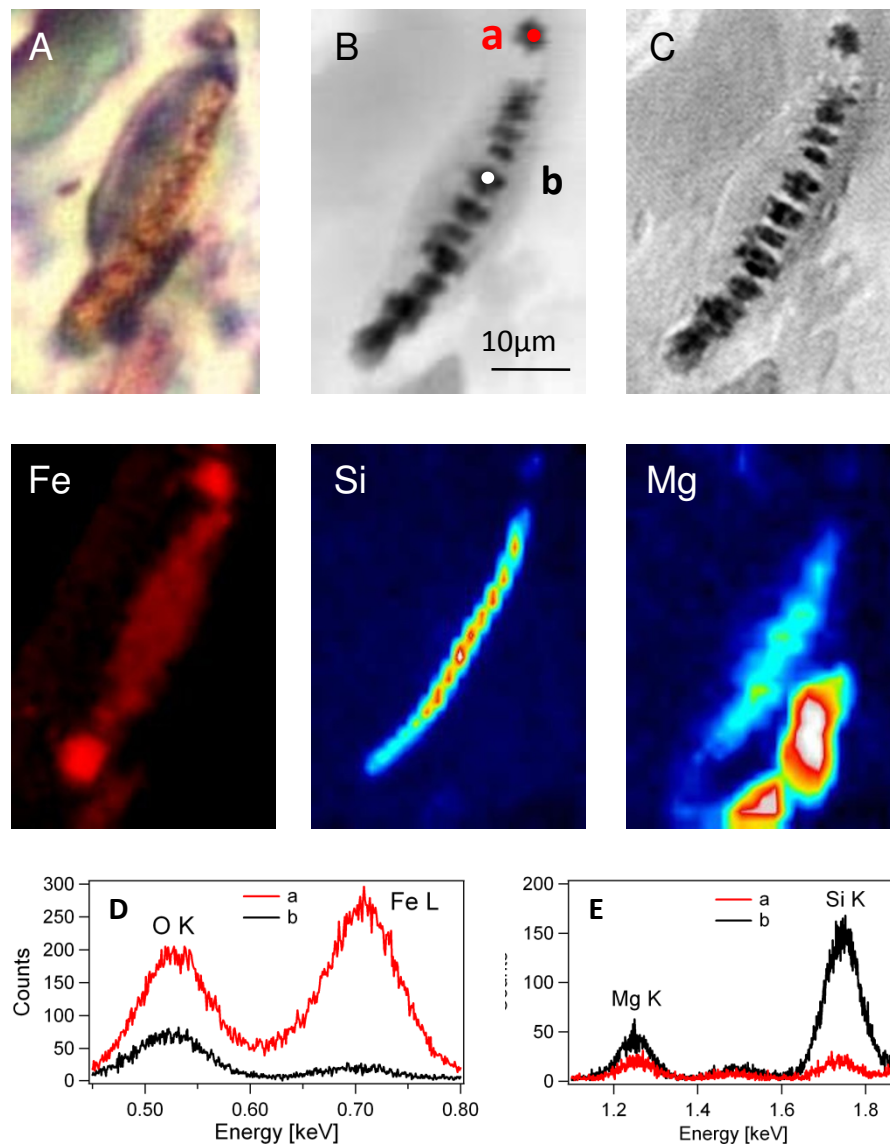 A
B
a
b
10μm
C
Fe
Si
Mg
D
a
b
O K
Fe L
Counts
300
250
200
150
100
50
0
0.50
0.60
0.70
0.80
Energy [keV]
E
a
b
Mg K
Si K
Counts
200
150
100
50
0
1.2
1.4
1.6
1.8
Energy [keV]